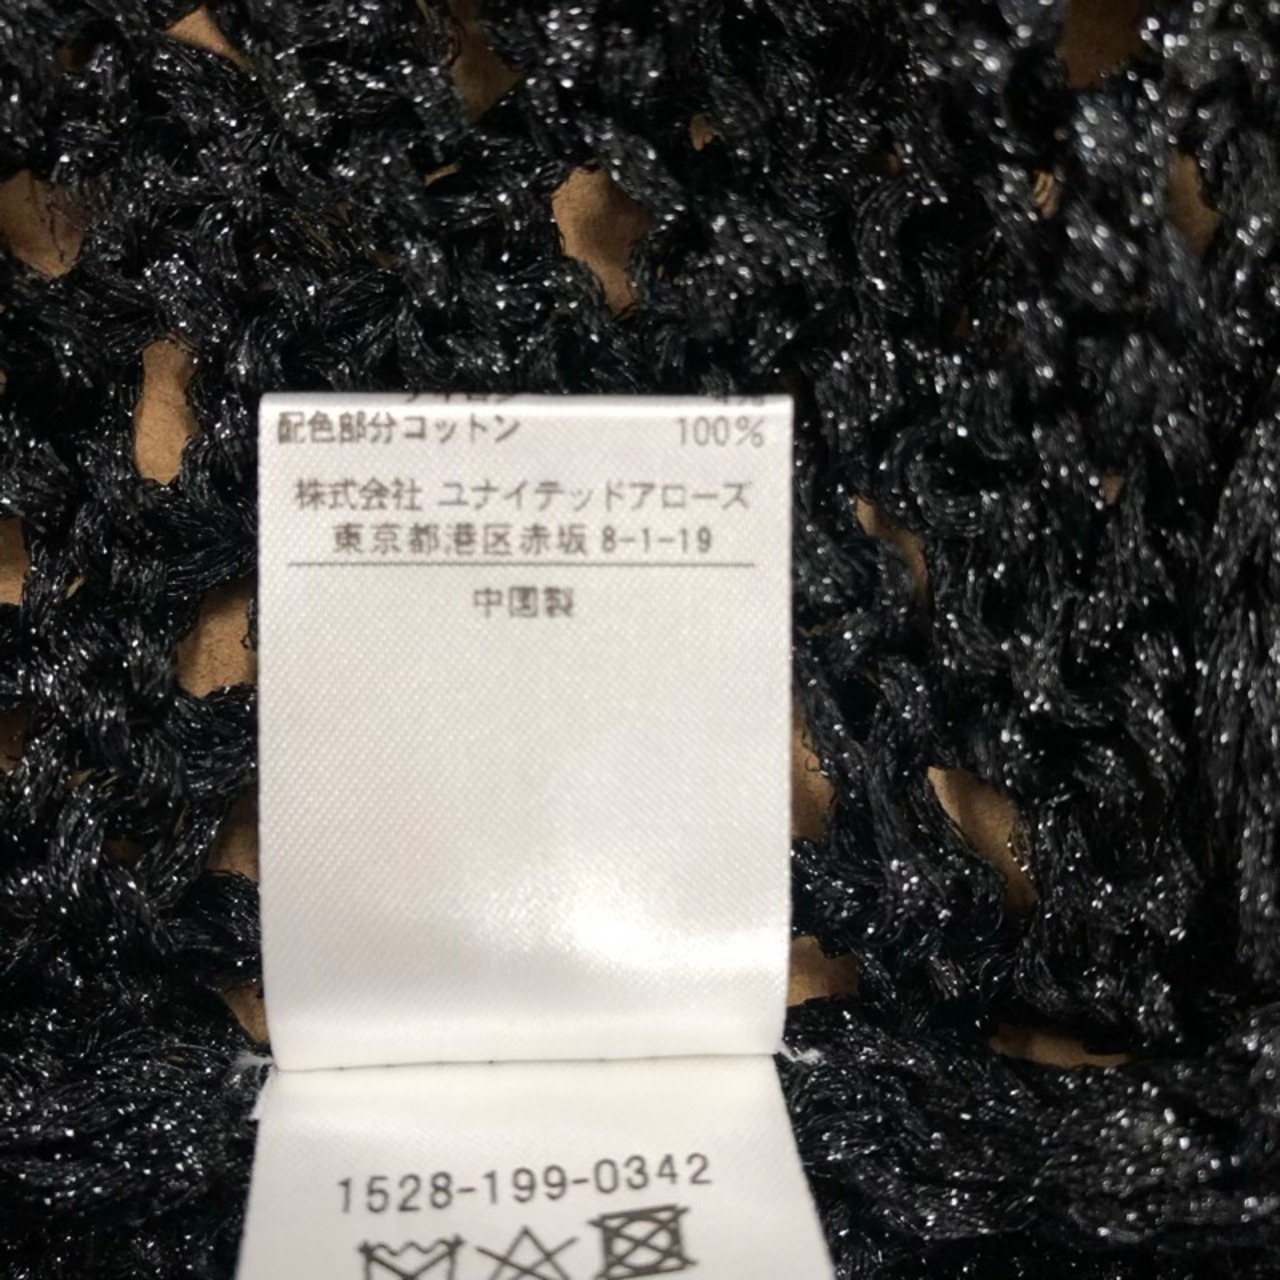 配色部分コットン 100%
株式会社 ユナイテッドアローズ
東京都港区赤坂 8-1-19
中国製
1528-199-0342